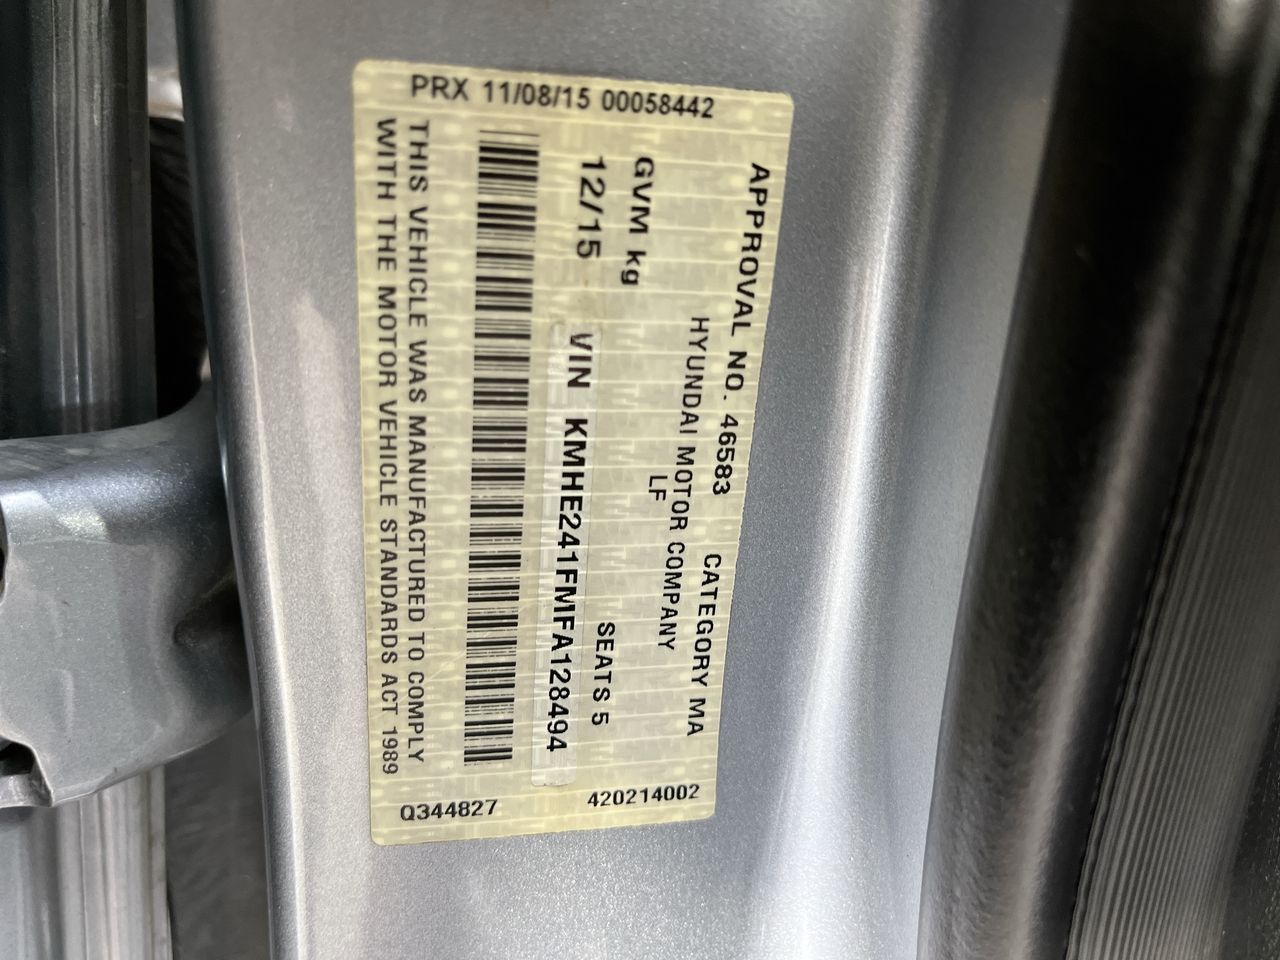 PRX 11/08/15 00058442
APPROVAL NO. 46583 CATEGORY MA
HYUNDAI MOTOR COMPANY
LF
GVM kg
12/15 SEATS 5
VIN KMHE241FMFA128494
THIS VEHICLE WAS MANUFACTURED TO COMPLY
WITH THE MOTOR VEHICLE STANDARDS ACT 1989
Q344827 420214002